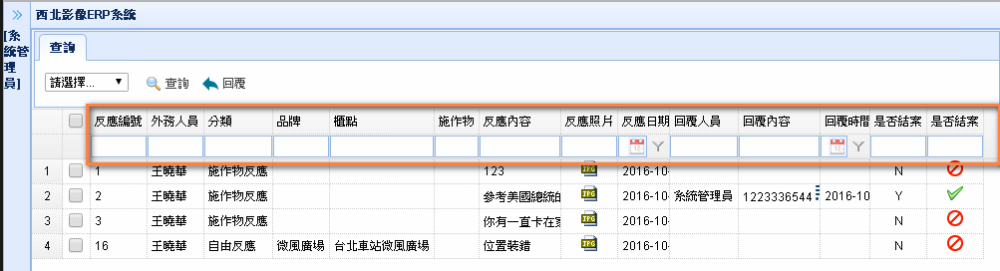 西北影像ERP系統
[系統管理員]
查詢
請選擇... 查詢 回覆
反應編號 外務人員 分類 品牌 櫃點 施作物 反應內容 反應照片 反應日期 回覆人員 回覆內容 回覆時間 是否結案 是否結案
1 1 王曉華 施作物反應 123 JPG 2016-10- N
2 2 王曉華 施作物反應 參考美國總統的 JPG 2016-10- 系統管理員 1223336544 2016-10 Y
3 3 王曉華 施作物反應 你有一直卡在家 JPG 2016-10- N
4 16 王曉華 自由反應 微風廣場 台北車站微風廣場 位置裝錯 JPG 2016-10- N